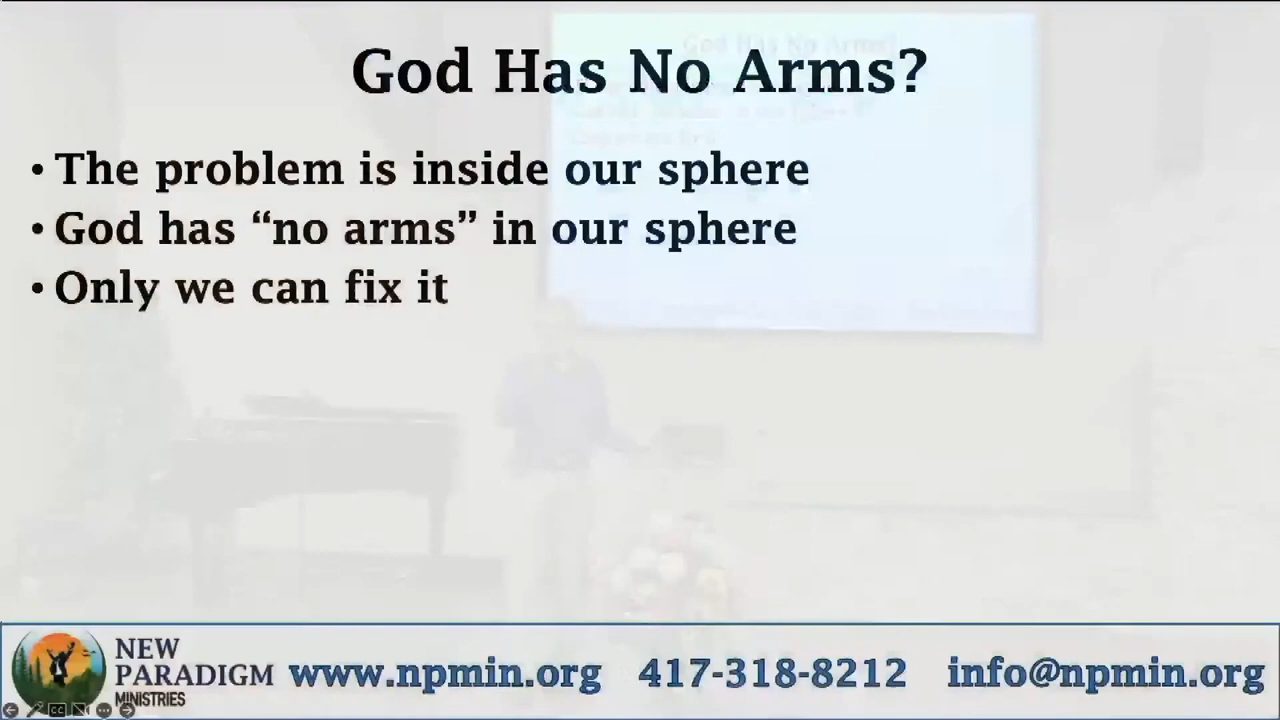 God Has No Arms?
• The problem is inside our sphere
• God has “no arms” in our sphere
• Only we can fix it
NEW
PARADIGM
MINISTRIES
www.npmin.org 417-318-8212 info@npmin.org